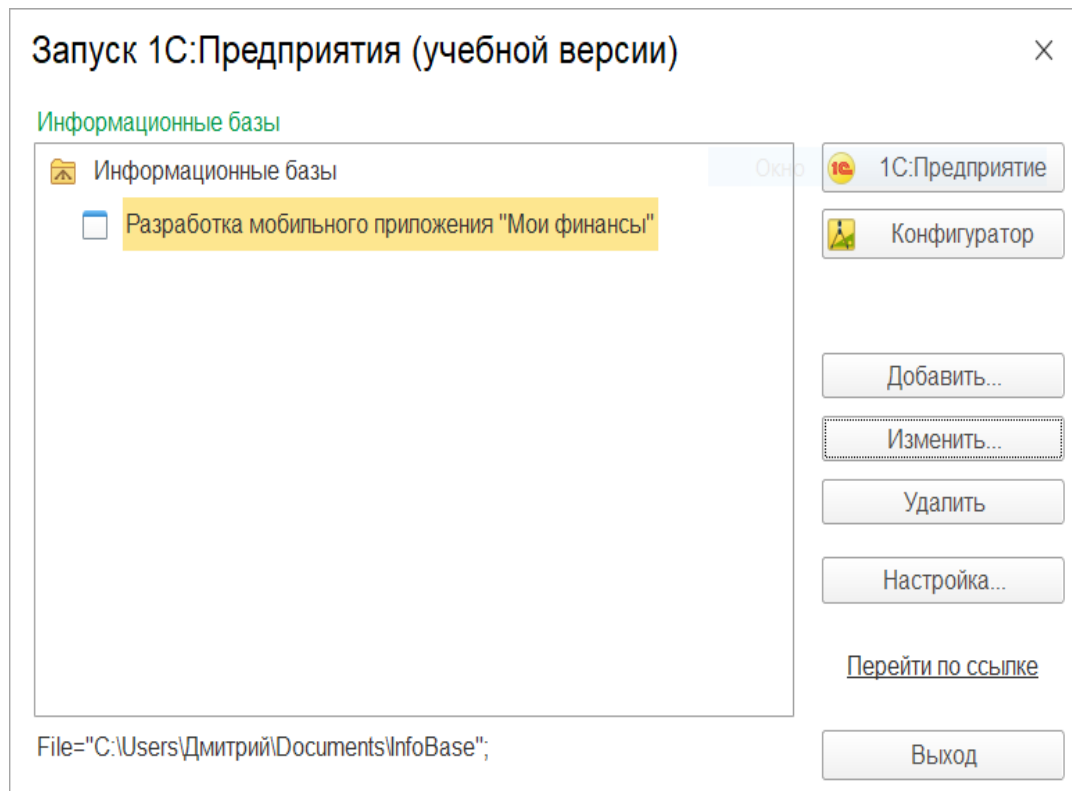 Запуск 1С:Предприятия (учебной версии)
Информационные базы
Информационные базы
Разработка мобильного приложения "Мои финансы"
Окно
1С:Предприятие
Конфигуратор
Добавить...
Изменить...
Удалить
Настройка...
Перейти по ссылке
File="C:\Users\Дмитрий\Documents\InfoBase";
Выход